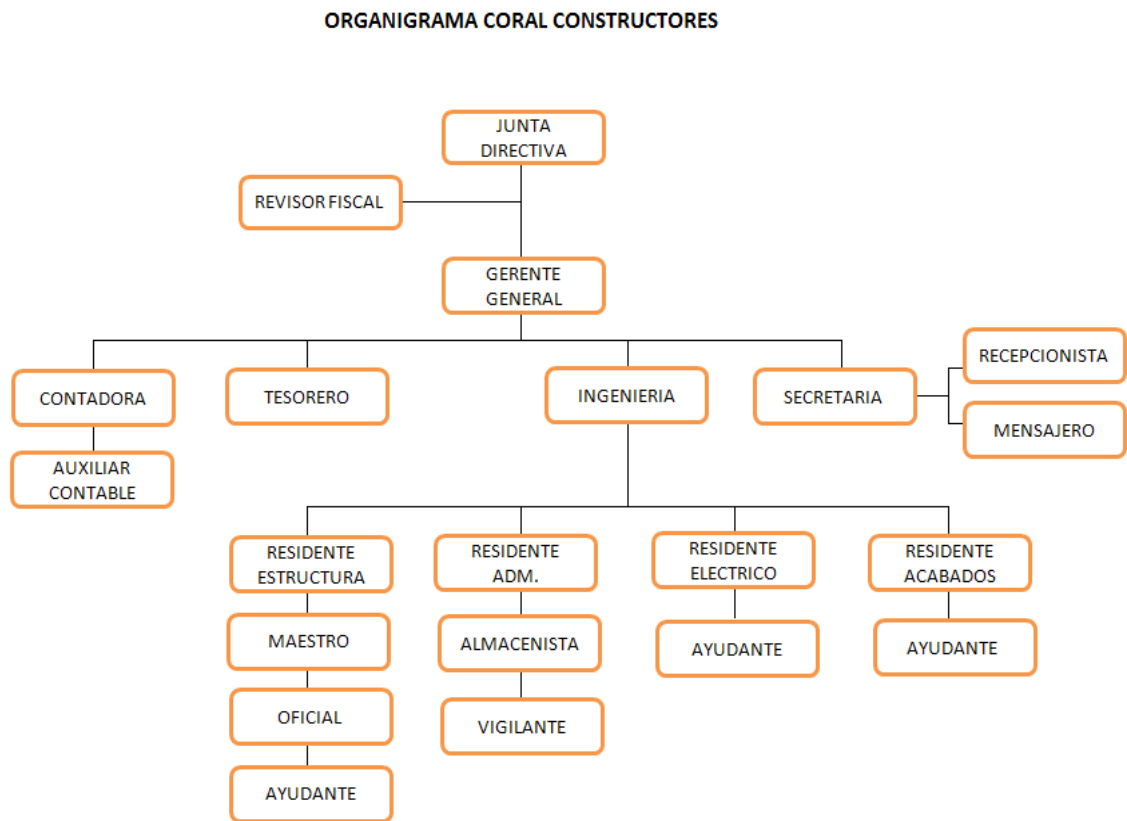 ORGANIGRAMA CORAL CONSTRUCTORES
JUNTA
DIRECTIVA
REVISOR FISCAL
GERENTE
GENERAL
CONTADORA
TESORERO
INGENIERIA
SECRETARIA
RECEPCIONISTA
MENSAJERO
AUXILIAR
CONTABLE
RESIDENTE
ESTRUCTURA
RESIDENTE
ADM.
RESIDENTE
ELECTRICO
RESIDENTE
ACABADOS
MAESTRO
ALMACENISTA
AYUDANTE
AYUDANTE
OFICIAL
VIGILANTE
AYUDANTE